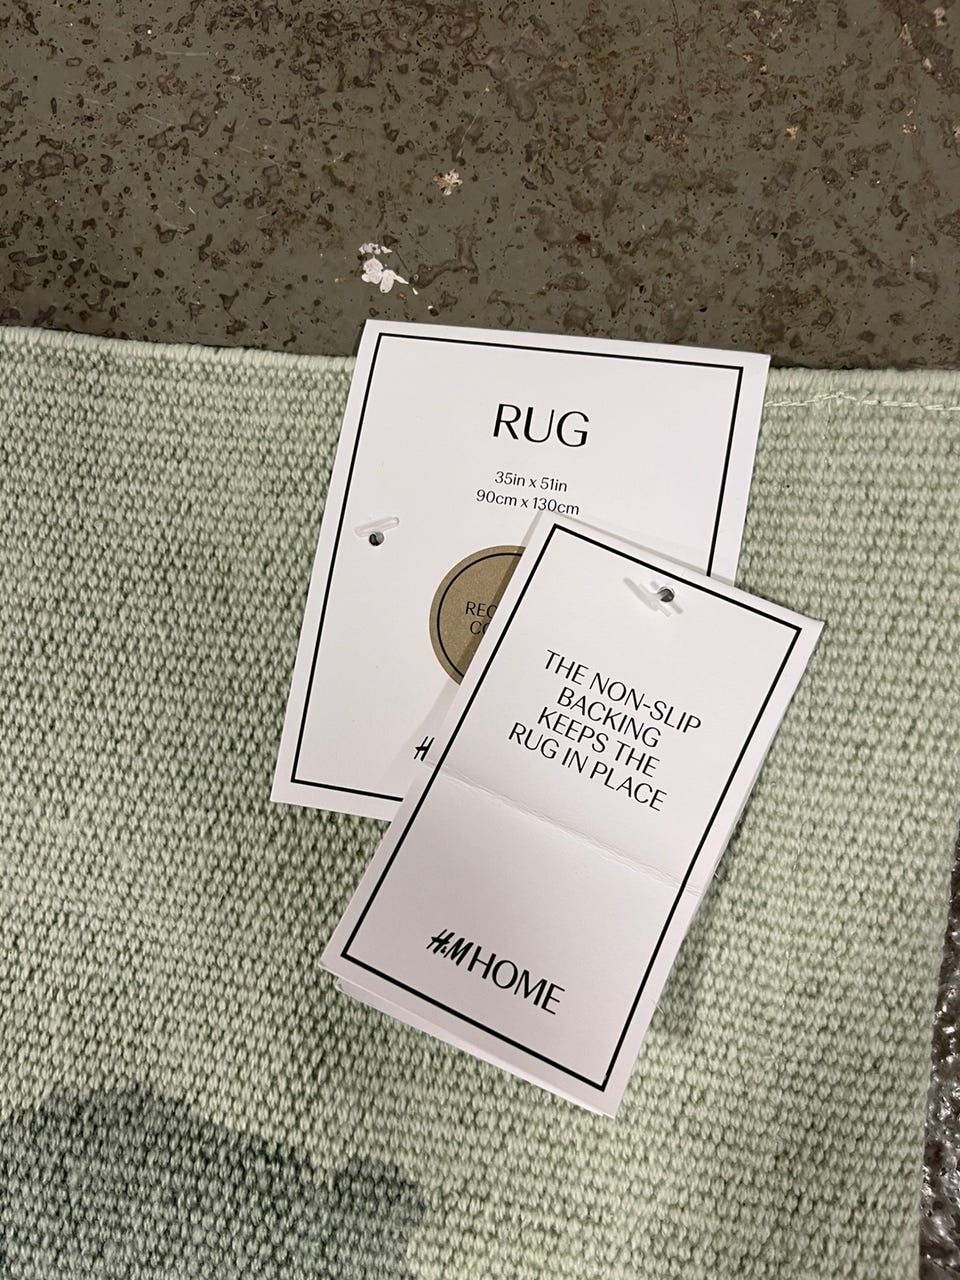 RUG
35in x 51in
90cm x 130cm
THE NON-SLIP
BACKING
KEEPS THE
RUG IN PLACE
H&M HOME